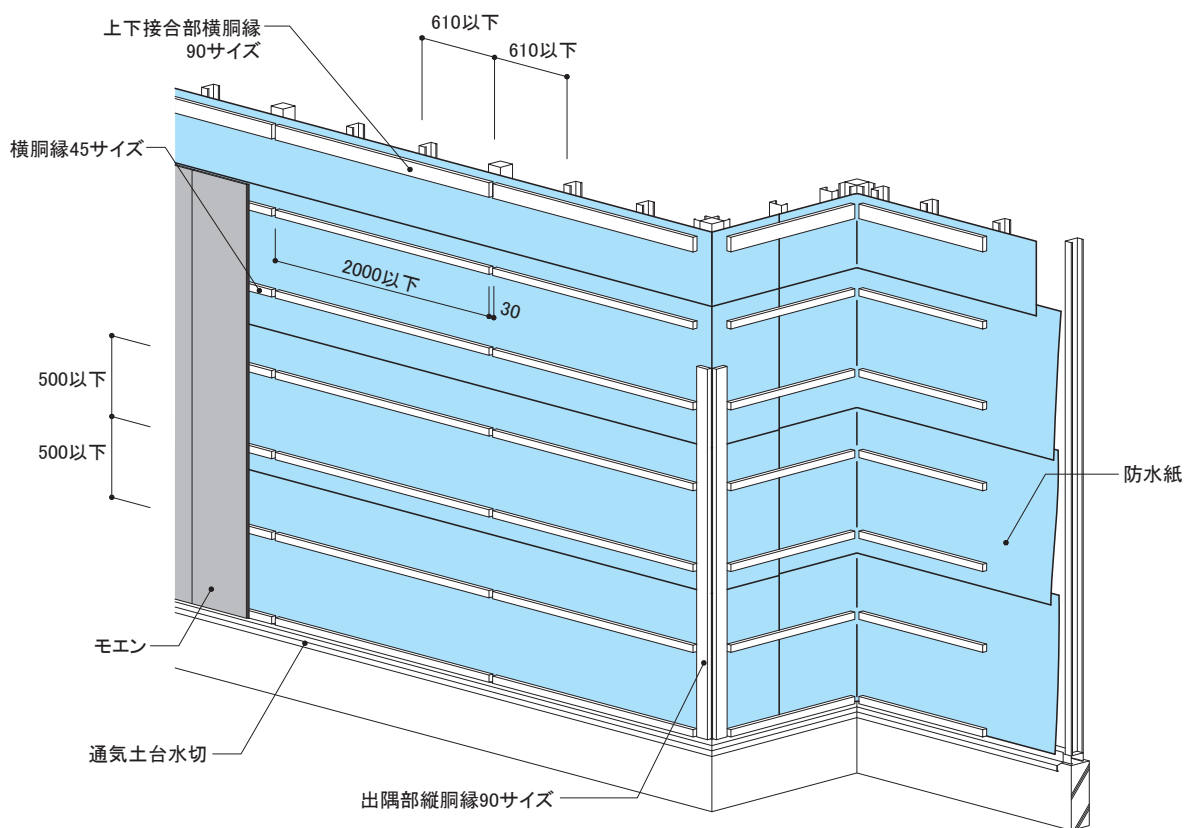 上下接合部横胴縁
90サイズ
610以下
610以下
横胴縁45サイズ
2000以下
30
500以下
500以下
防水紙
モエン
通気土台水切
出隅部縦胴縁90サイズ